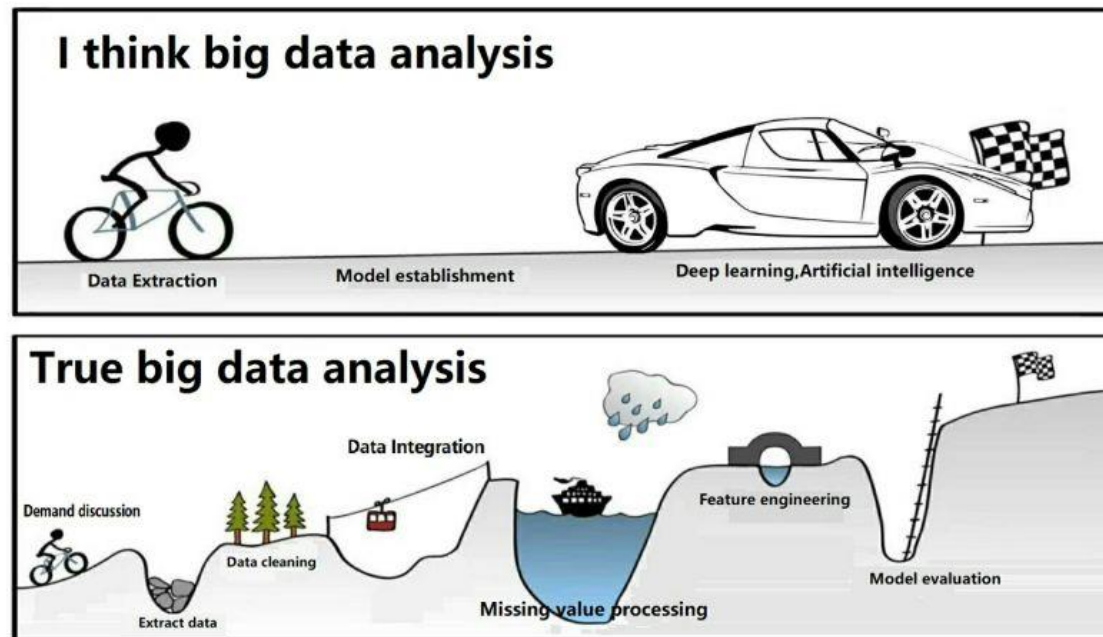 I think big data analysis
Data Extraction
Model establishment
Deep learning,Artificial intelligence
True big data analysis
Demand discussion
Extract data
Data cleaning
Data Integration
Missing value processing
Feature engineering
Model evaluation